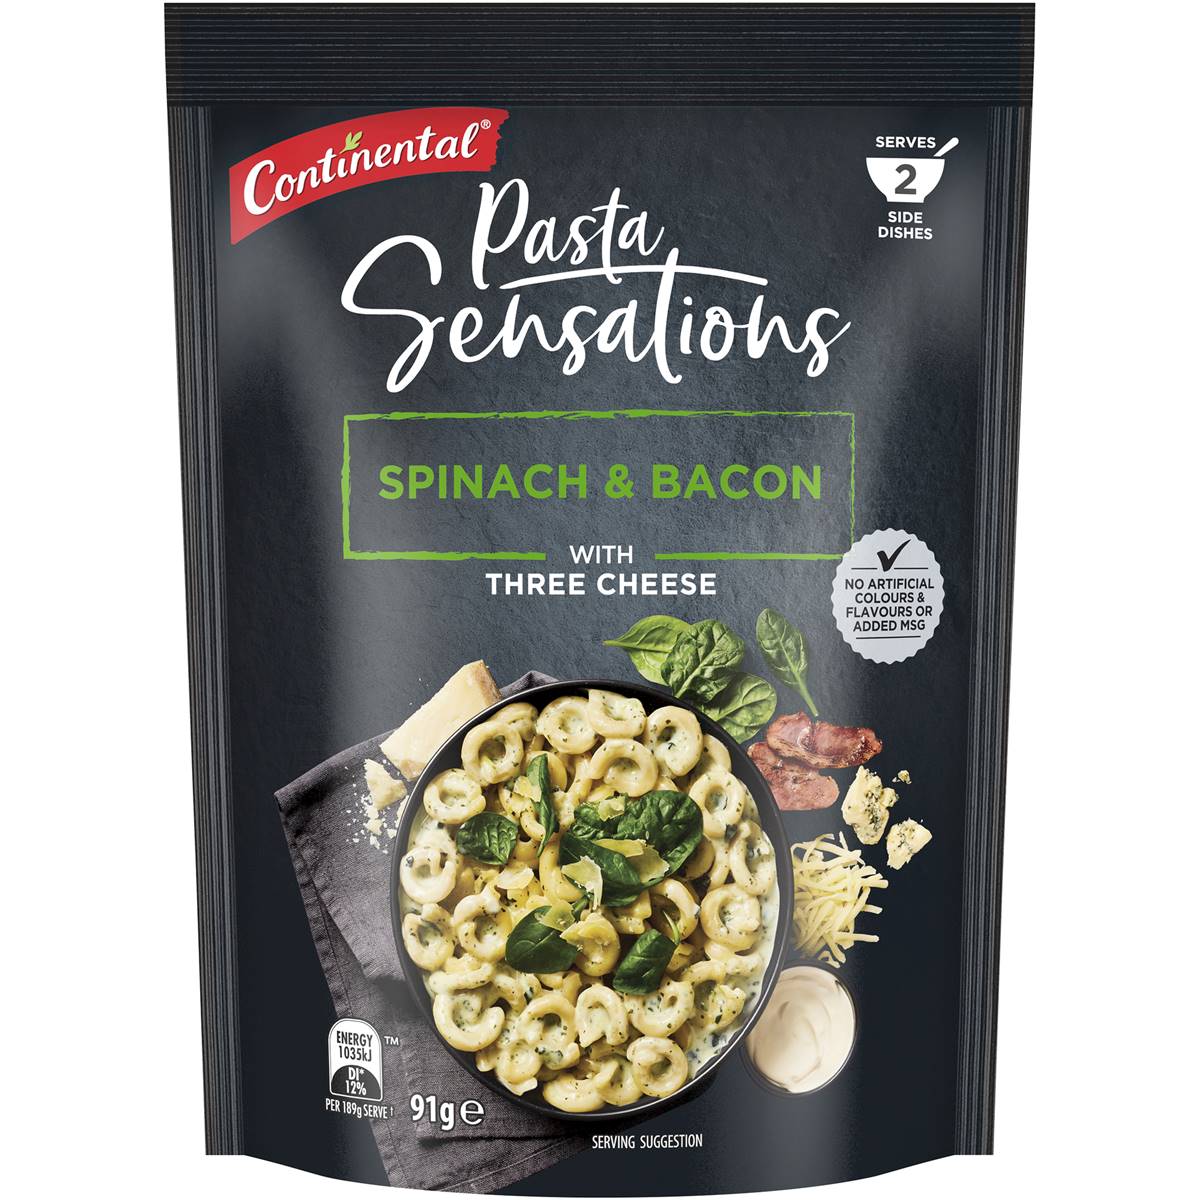 Continental®
SERVES
2
SIDE
DISHES
Pasta
Sensations
SPINACH & BACON
WITH
THREE CHEESE
NO ARTIFICIAL
COLOURS &
FLAVOURS OR
ADDED MSG
ENERGY
1035kJ
DI*
12%
TM
PER 189g SERVE†
91g℮
SERVING SUGGESTION